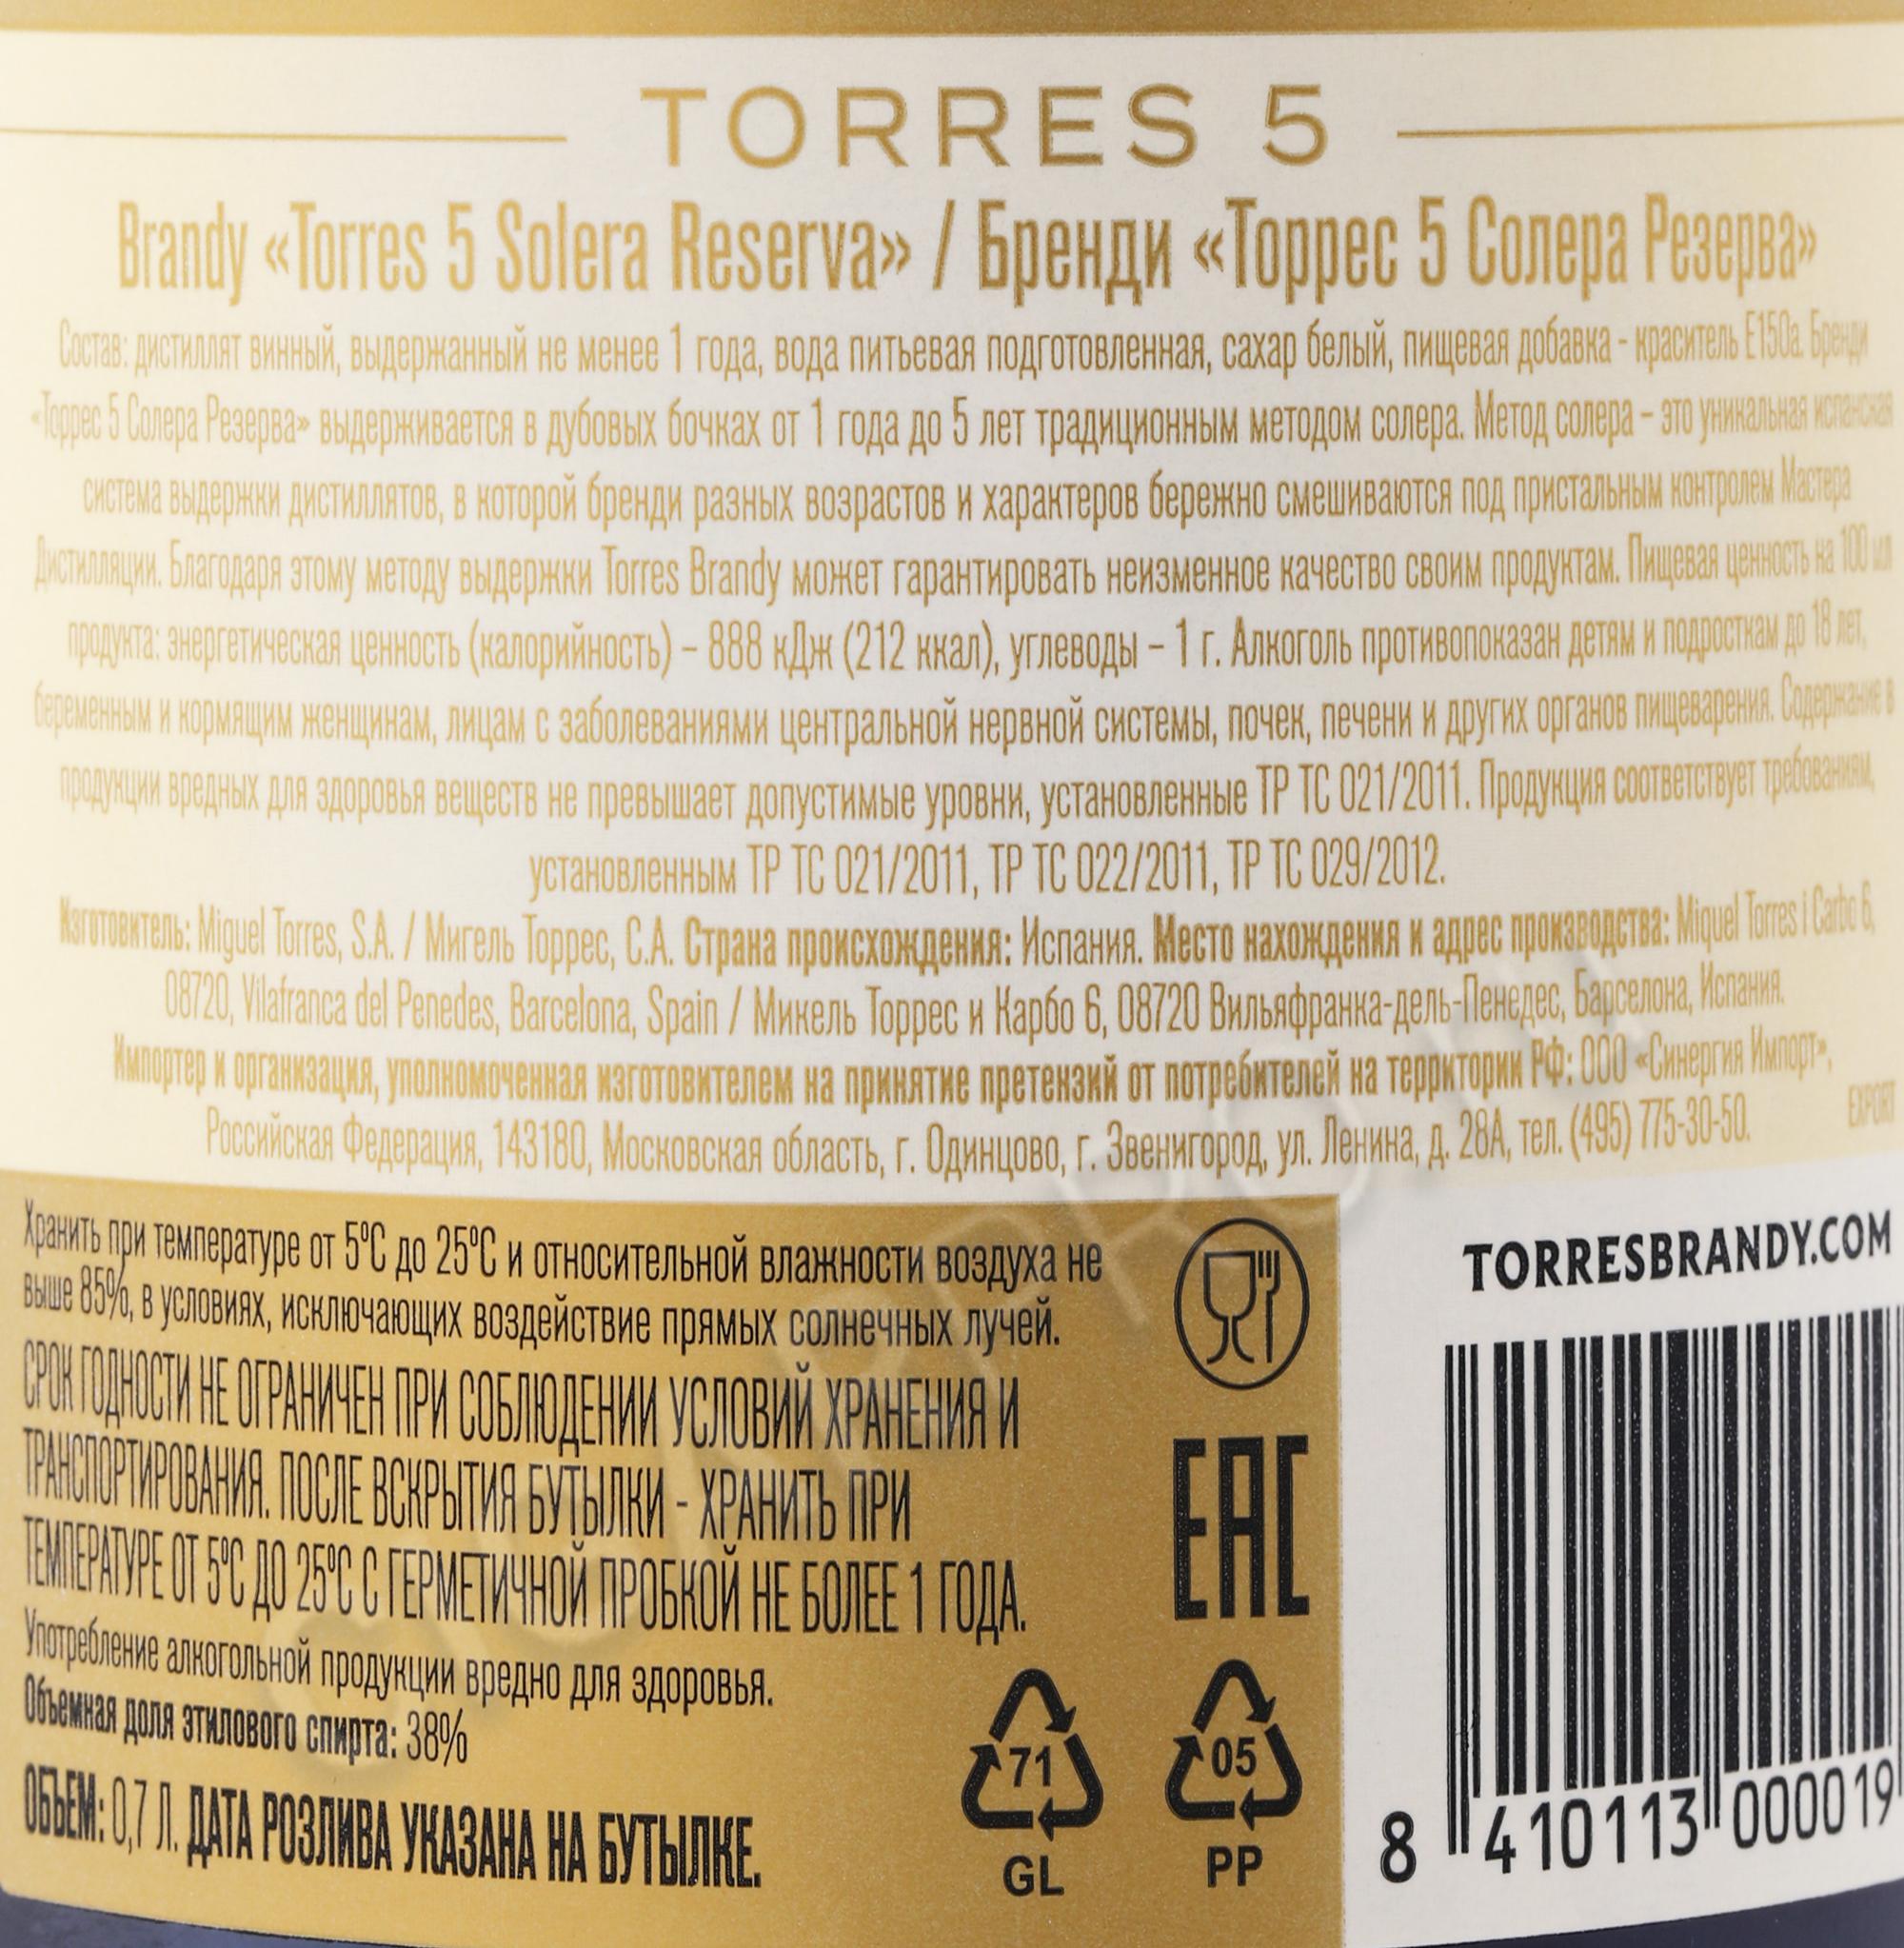 TORRES 5
Brandy «Torres 5 Solera Reserva» / Бренди «Торрес 5 Солера Резерва»
Состав: дистиллят винный, выдержанный не менее 1 года, вода питьевая подготовленная, сахар белый, пищевая добавка - краситель Е150а. Бренди
«Торрес 5 Солера Резерва» выдерживается в дубовых бочках от 1 года до 5 лет традиционным методом солера. Метод солера – это уникальная испанская
система выдержки дистиллятов, в которой бренди разных возрастов и характеров бережно смешиваются под пристальным контролем Мастера
Дистилляции. Благодаря этому методу выдержки Torres Brandy может гарантировать неизменное качество своим продуктам. Пищевая ценность на 100 мл
продукта: энергетическая ценность (калорийность) – 888 кДж (212 ккал), углеводы – 1 г. Алкоголь противопоказан детям и подросткам до 18 лет,
беременным и кормящим женщинам, лицам с заболеваниями центральной нервной системы, почек, печени и других органов пищеварения. Содержание в
продукции вредных для здоровья веществ не превышает допустимые уровни, установленные ТР ТС 021/2011. Продукция соответствует требованиям,
установленным ТР ТС 021/2011, ТР ТС 022/2011, ТР ТС 029/2012.
Изготовитель: Miguel Torres, S.A. / Мигель Торрес, С.А. Страна происхождения: Испания. Место нахождения и адрес производства: Miquel Torres i Carbo 6,
08720, Vilafranca del Penedes, Barcelona, Spain / Микель Торрес и Карбо 6, 08720 Вильяфранка-дель-Пенедес, Барселона, Испания.
Импортер и организация, уполномоченная изготовителем на принятие претензий от потребителей на территории РФ: ООО «Синергия Импорт»,
Российская Федерация, 143180, Московская область, г. Одинцово, г. Звенигород, ул. Ленина, д. 28А, тел. (495) 775-30-50.
EXPORT
Хранить при температуре от 5°С до 25°С и относительной влажности воздуха не
выше 85%, в условиях, исключающих воздействие прямых солнечных лучей.
СРОК ГОДНОСТИ НЕ ОГРАНИЧЕН ПРИ СОБЛЮДЕНИИ УСЛОВИЙ ХРАНЕНИЯ И
ТРАНСПОРТИРОВАНИЯ. ПОСЛЕ ВСКРЫТИЯ БУТЫЛКИ - ХРАНИТЬ ПРИ
ТЕМПЕРАТУРЕ ОТ 5°С ДО 25°С С ГЕРМЕТИЧНОЙ ПРОБКОЙ НЕ БОЛЕЕ 1 ГОДА.
Употребление алкогольной продукции вредно для здоровья.
Объемная доля этилового спирта: 38%
ОБЪЕМ: 0,7 Л. ДАТА РОЗЛИВА УКАЗАНА НА БУТЫЛКЕ.
EAC
71
GL
05
PP
TORRESBRANDY.COM
8 410113 000019